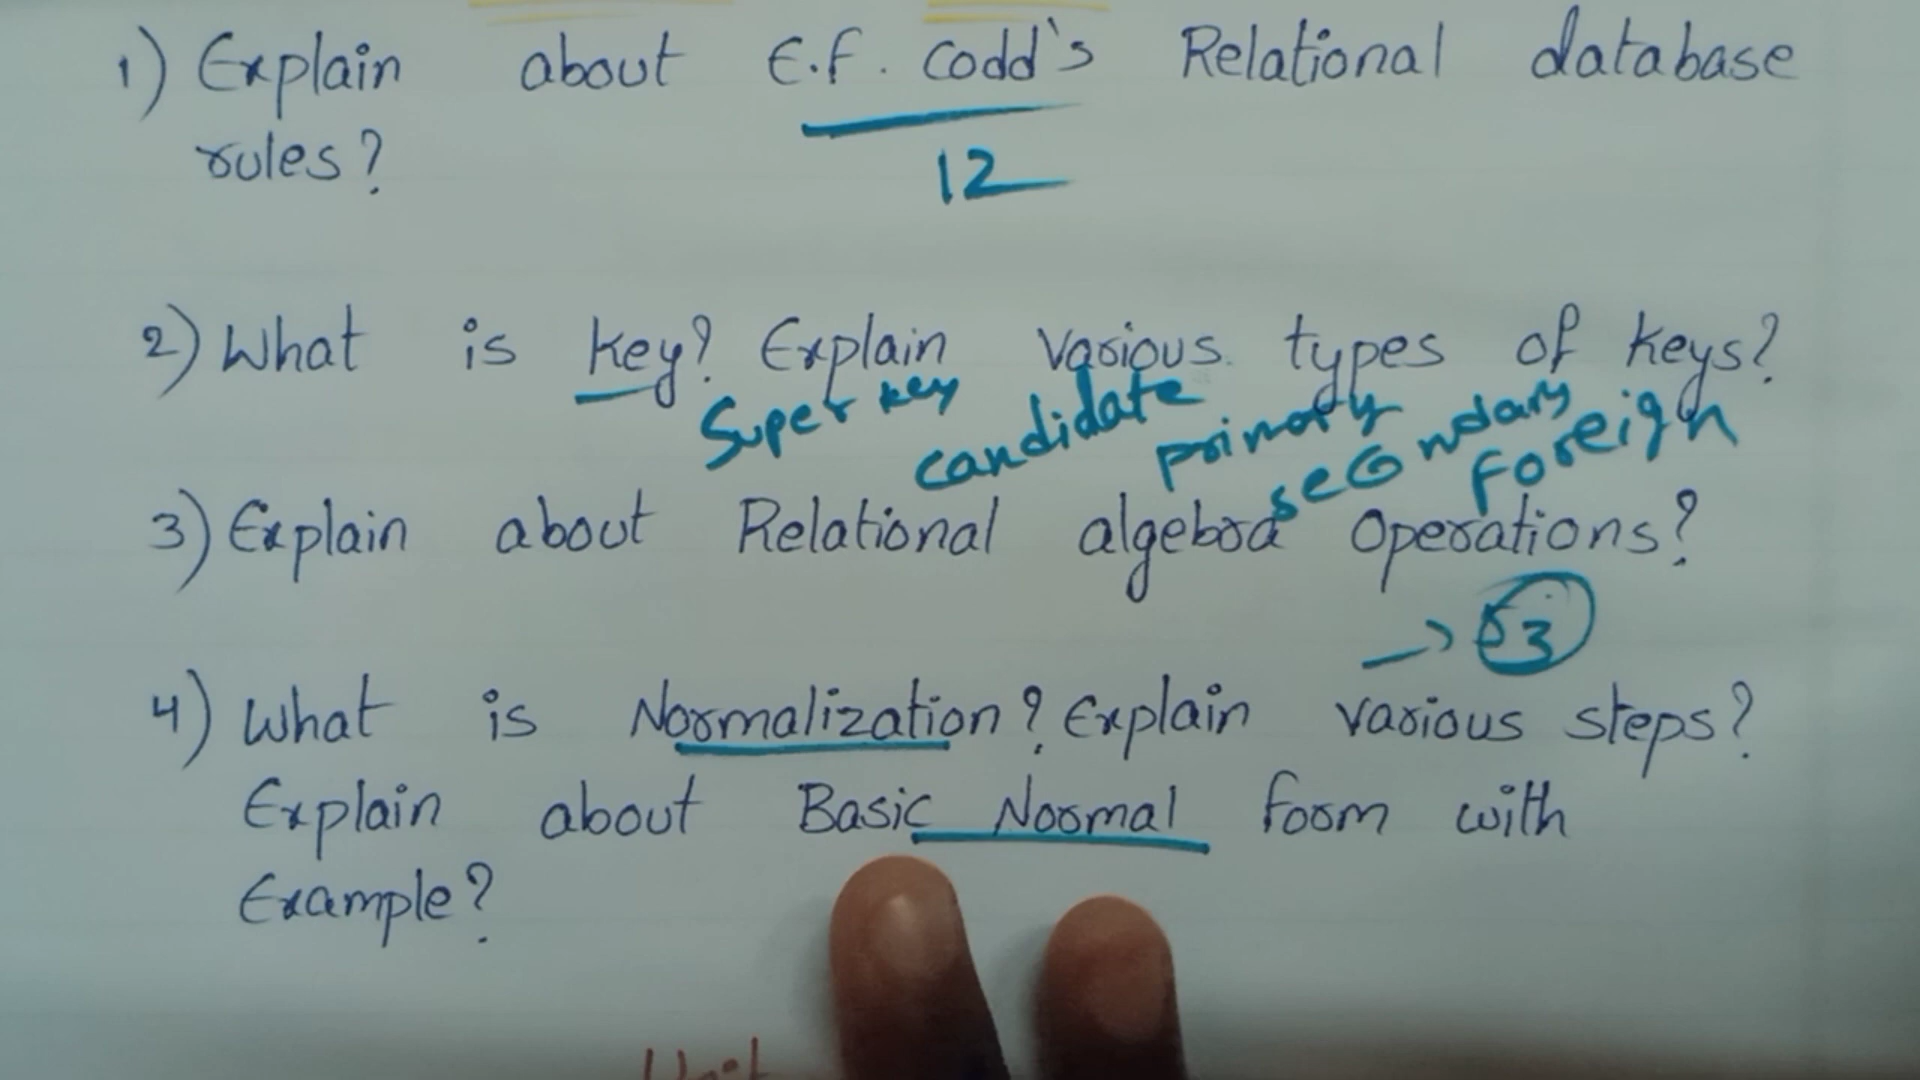 1) Explain about E.F. Codd's Relational database
rules?
12
2) What is key? Explain various types of keys?
Super key candidate primary secondary foreign
3) Explain about Relational algebra Operations?
→ 3
4) What is Normalization? Explain various steps?
Explain about Basic Normal form with
Example?